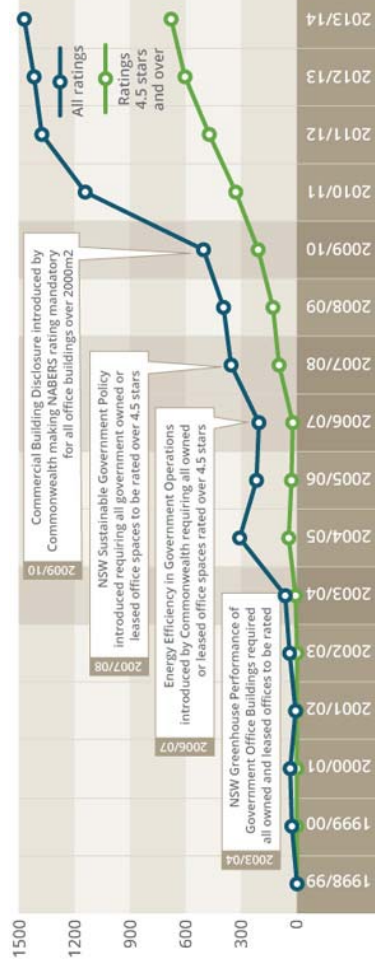 1500
1200
900
600
300
0
2003/04
NSW Greenhouse Performance of
Government Office Buildings required
all owned and leased offices to be rated
2006/07
Energy Efficiency in Government Operations
introduced by Commonwealth requiring all owned
or leased office spaces rated over 4.5 stars
2007/08
NSW Sustainable Government Policy
introduced requiring all government owned or
leased office spaces to be rated over 4.5 stars
2009/10
Commercial Building Disclosure introduced by
Commonwealth making NABERS rating mandatory
for all office buildings over 2000m2
All ratings
Ratings
4.5 stars
and over
1998/99
1999/00
2000/01
2001/02
2002/03
2003/04
2004/05
2005/06
2006/07
2007/08
2008/09
2009/10
2010/11
2011/12
2012/13
2013/14